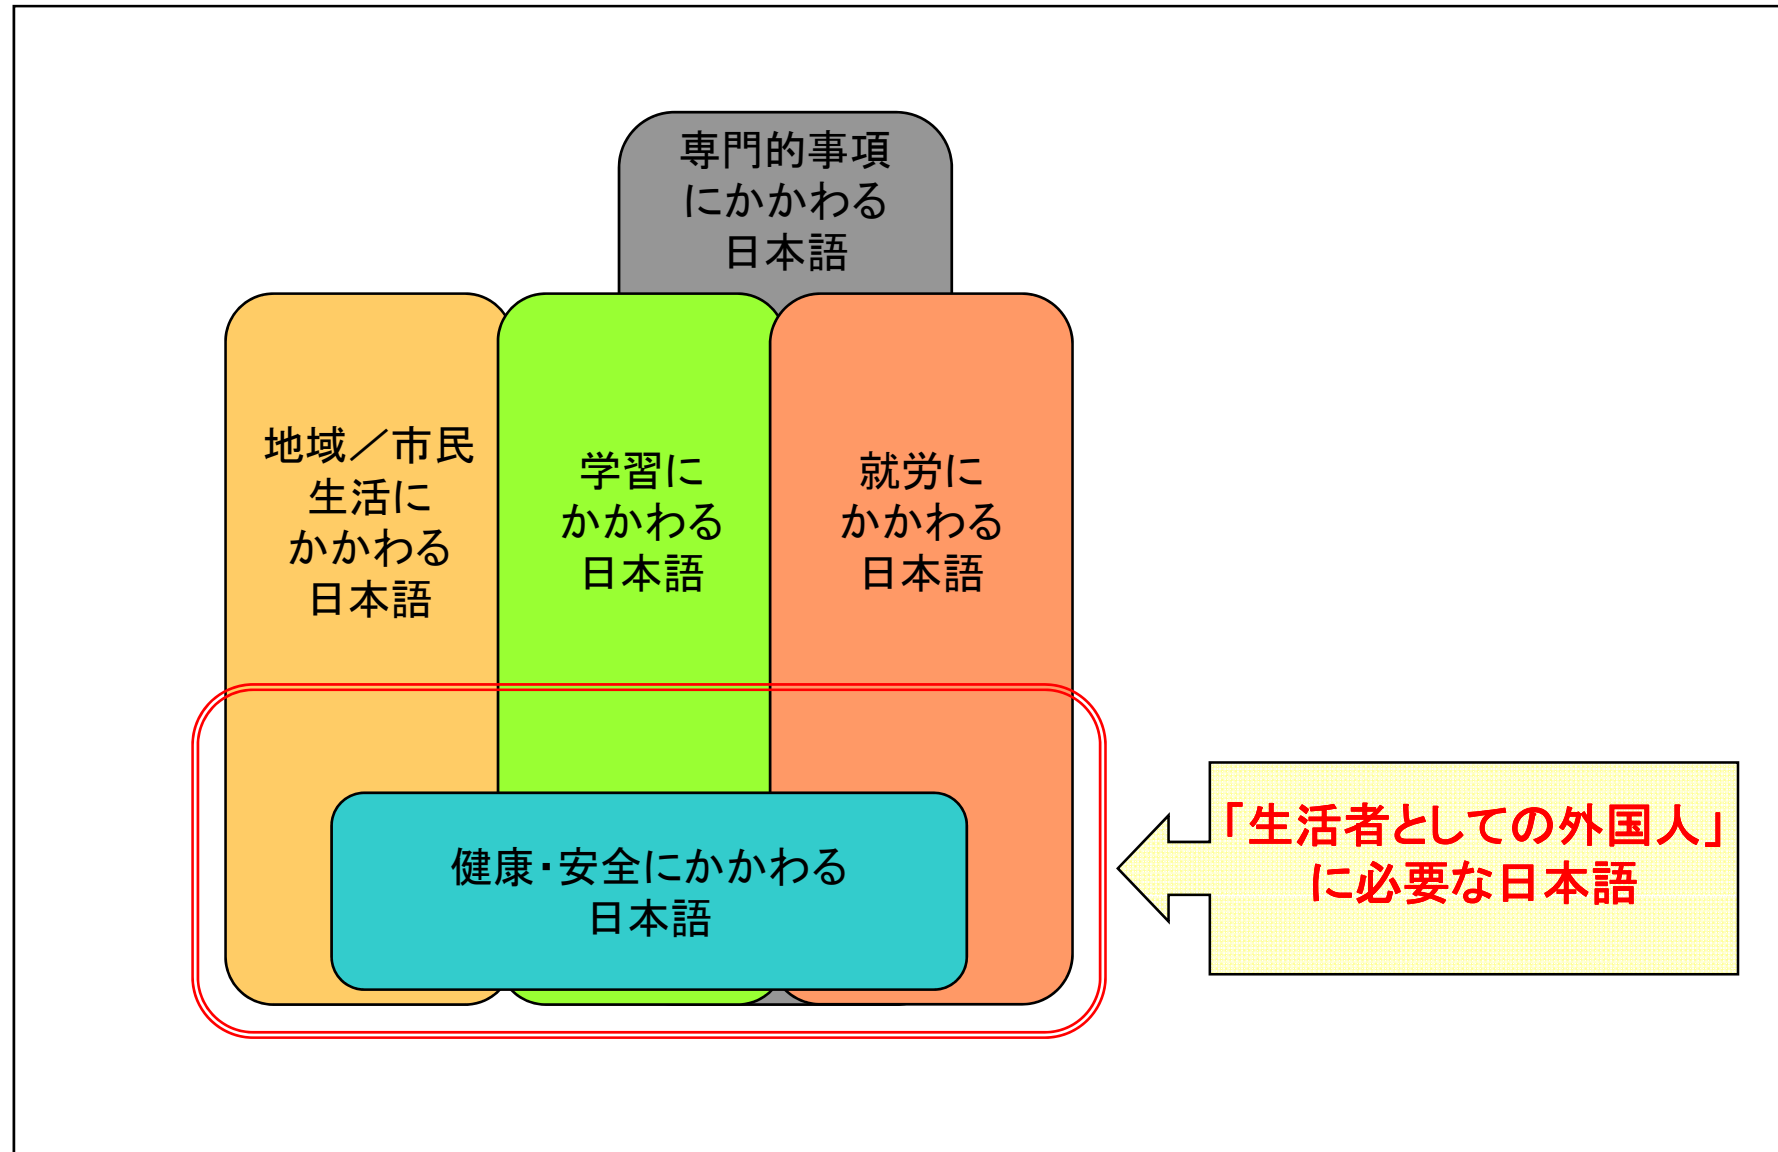 専門的事項
にかかわる
日本語
地域／市民
生活に
かかわる
日本語
学習に
かかわる
日本語
就労に
かかわる
日本語
健康・安全にかかわる
日本語
「生活者としての外国人」
に必要な日本語